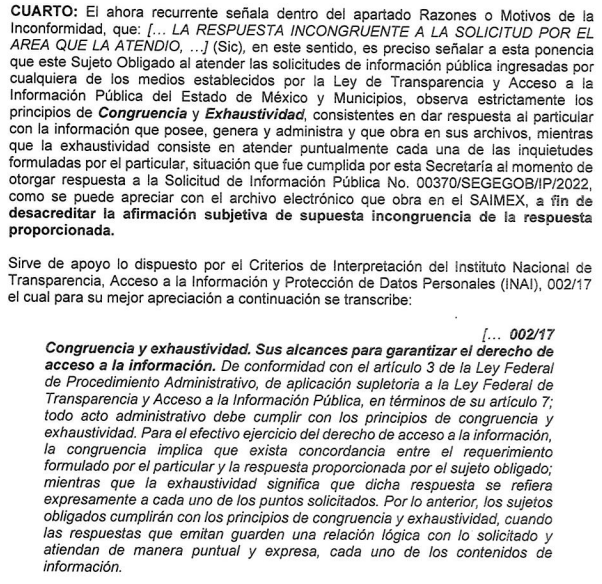 CUARTO: El ahora recurrente señala dentro del apartado Razones o Motivos de la
Inconformidad, que: [... LA RESPUESTA INCONGRUENTE A LA SOLICITUD POR EL
AREA QUE LA ATENDIO, ...] (Sic), en este sentido, es preciso señalar a esta ponencia
que este Sujeto Obligado al atender las solicitudes de información pública ingresadas por
cualquiera de los medios establecidos por la Ley de Transparencia y Acceso a la
Información Pública del Estado de México y Municipios, observa estrictamente los
principios de Congruencia y Exhaustividad, consistentes en dar respuesta al particular
con la información que posee, genera y administra y que obra en sus archivos, mientras
que la exhaustividad consiste en atender puntualmente cada una de las inquietudes
formuladas por el particular, situación que fue cumplida por esta Secretaría al momento de
otorgar respuesta a la Solicitud de Información Pública No. 00370/SEGEGOB/IP/2022,
como se puede apreciar con el archivo electrónico que obra en el SAIMEX, a fin de
desacreditar la afirmación subjetiva de supuesta incongruencia de la respuesta
proporcionada.
Sirve de apoyo lo dispuesto por el Criterios de Interpretación del Instituto Nacional de
Transparencia, Acceso a la Información y Protección de Datos Personales (INAI), 002/17
el cual para su mejor apreciación a continuación se transcribe:
[... 002/17
Congruencia y exhaustividad. Sus alcances para garantizar el derecho de
acceso a la información. De conformidad con el artículo 3 de la Ley Federal
de Procedimiento Administrativo, de aplicación supletoria a la Ley Federal de
Transparencia y Acceso a la Información Pública, en términos de su artículo 7;
todo acto administrativo debe cumplir con los principios de congruencia y
exhaustividad. Para el efectivo ejercicio del derecho de acceso a la información,
la congruencia implica que exista concordancia entre el requerimiento
formulado por el particular y la respuesta proporcionada por el sujeto obligado;
mientras que la exhaustividad significa que dicha respuesta se refiera
expresamente a cada uno de los puntos solicitados. Por lo anterior, los sujetos
obligados cumplirán con los principios de congruencia y exhaustividad, cuando
las respuestas que emitan guarden una relación lógica con lo solicitado y
atiendan de manera puntual y expresa, cada uno de los contenidos de
información.